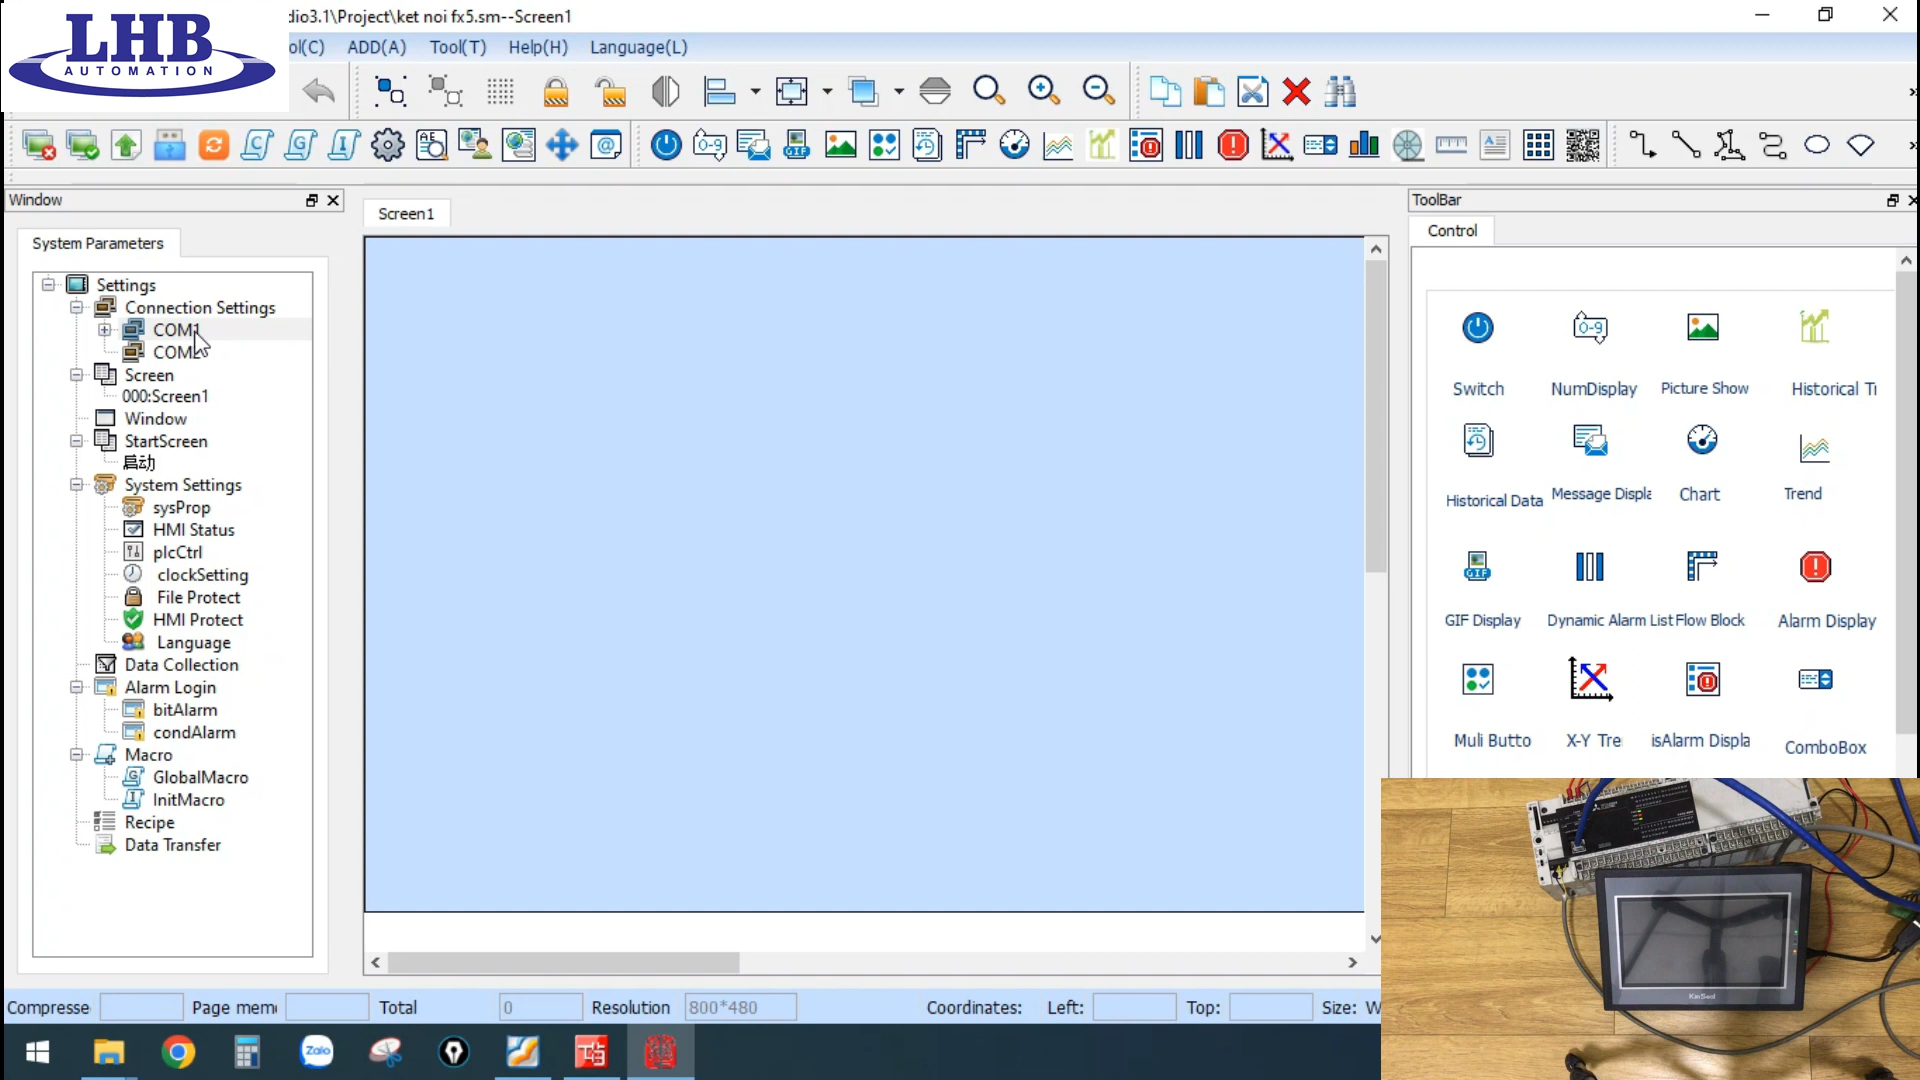 LHB
AUTOMATION
dio3.1\Project\ket noi fx5.sm--Screen1
ol(C) ADD(A) Tool(T) Help(H) Language(L)
Window
ToolBar
Screen1
Control
System Parameters
Settings
Connection Settings
COM1
COM2
Screen
000:Screen1
Window
StartScreen
启动
System Settings
sysProp
HMI Status
plcCtrl
clockSetting
File Protect
HMI Protect
Language
Data Collection
Alarm Login
bitAlarm
condAlarm
Macro
GlobalMacro
InitMacro
Recipe
Data Transfer
Switch NumDisplay Picture Show Historical Tr
Historical Data Message Displa Chart Trend
GIF
GIF Display Dynamic Alarm List Flow Block Alarm Display
Muli Butto X-Y Tre isAlarm Displa ComboBox
KinSeal
Compresse Page mem Total 0 Resolution 800*480 Coordinates: Left: Top: Size: W
Zalo